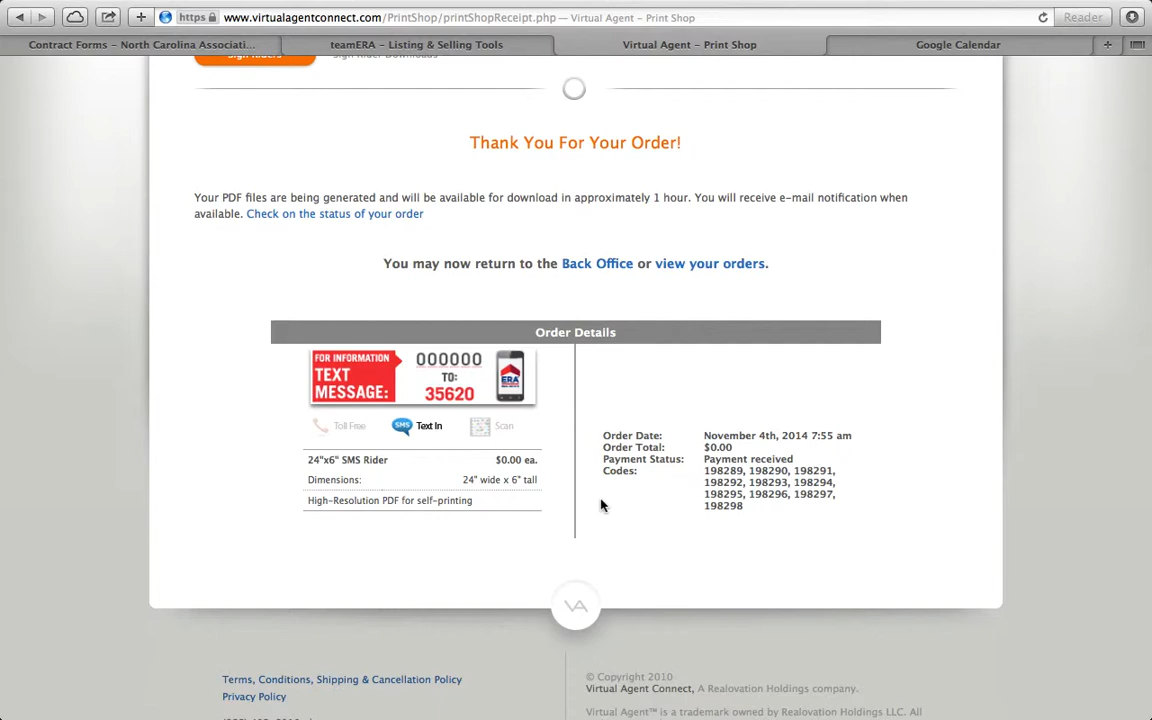 https www.virtualagentconnect.com/PrintShop/printShopReceipt.php — Virtual Agent – Print Shop
Reader
Contract Forms – North Carolina Associati...
teamERA – Listing & Selling Tools
Virtual Agent – Print Shop
Google Calendar
Sign Riders
Sign Rider Downloads
Thank You For Your Order!
Your PDF files are being generated and will be available for download in approximately 1 hour. You will receive e-mail notification when
available. Check on the status of your order
You may now return to the Back Office or view your orders.
Order Details
FOR INFORMATION
TEXT
MESSAGE:
000000
TO:
35620
ERA
Toll Free
SMS
Text In
Scan
24"x6" SMS Rider $0.00 ea.
Dimensions: 24" wide x 6" tall
High-Resolution PDF for self-printing
Order Date: November 4th, 2014 7:55 am
Order Total: $0.00
Payment Status: Payment received
Codes: 198289, 198290, 198291,
198292, 198293, 198294,
198295, 198296, 198297,
198298
VA
Terms, Conditions, Shipping & Cancellation Policy
Privacy Policy
© Copyright 2010
Virtual Agent Connect, A Realovation Holdings company.
Virtual Agent™ is a trademark owned by Realovation Holdings LLC. All